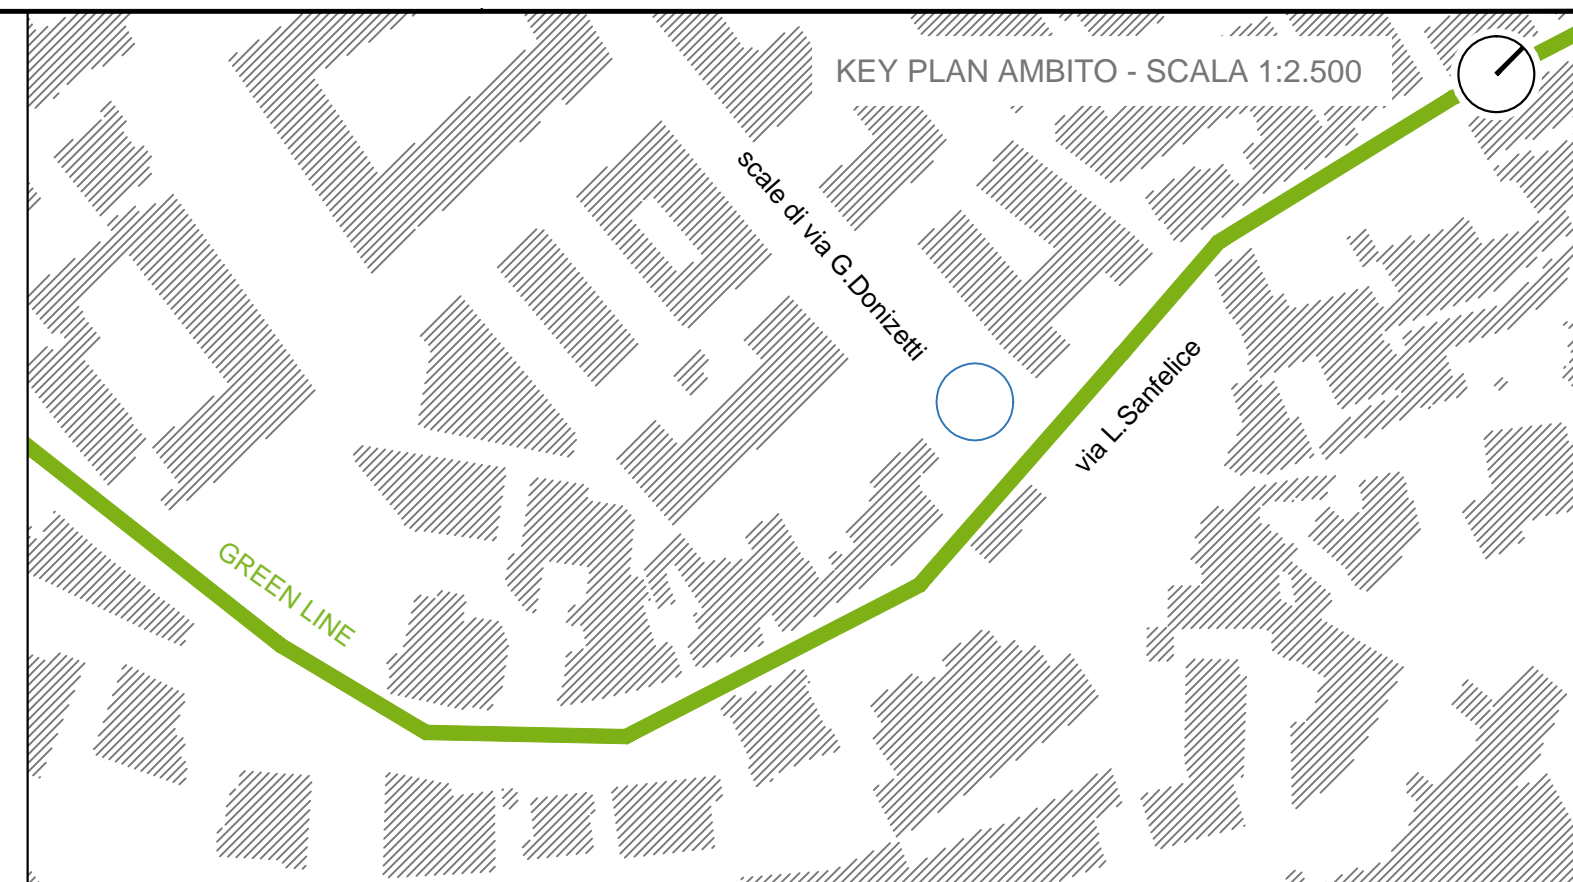 KEY PLAN AMBITO - SCALA 1:2.500
scale di via G.Donizetti
via L.Sanfelice
GREEN LINE